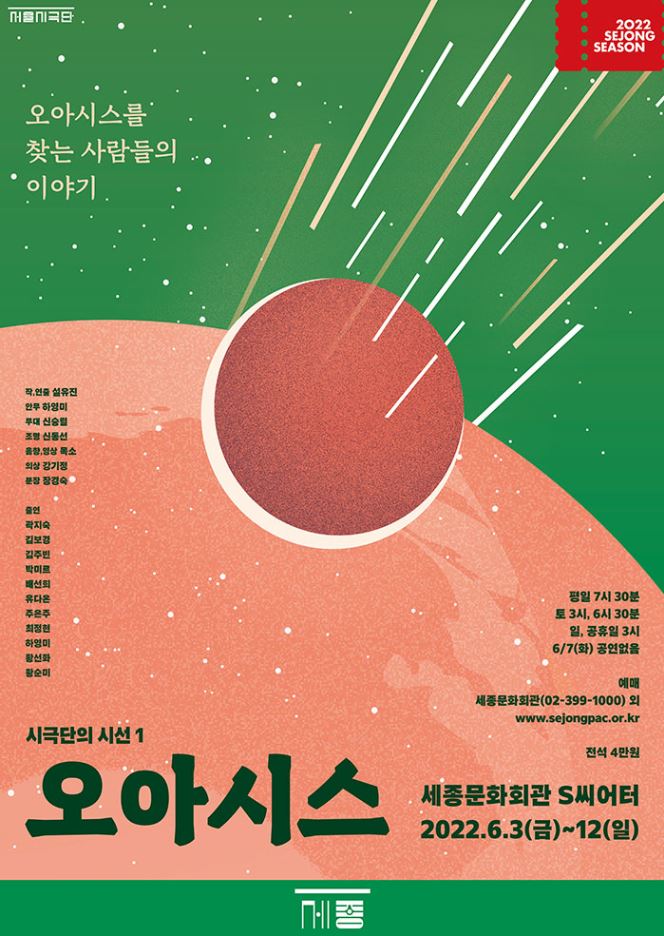 서울시극단
2022
SEJONG
SEASON
오아시스를
찾는 사람들의
이야기
작,연출 설유진
안무 하영미
무대 신승렬
조명 신동선
음향,영상 목소
의상 강기정
분장 장경숙
출연
곽지숙
김보경
김주빈
박미르
배선희
유다온
주은주
최정현
하영미
황선화
황순미
평일 7시 30분
토 3시, 6시 30분
일, 공휴일 3시
6/7(화) 공연없음
예매
세종문화회관(02-399-1000) 외
www.sejongpac.or.kr
전석 4만원
시극단의 시선 1
오아시스
세종문화회관 S씨어터
2022.6.3(금)~12(일)
세종